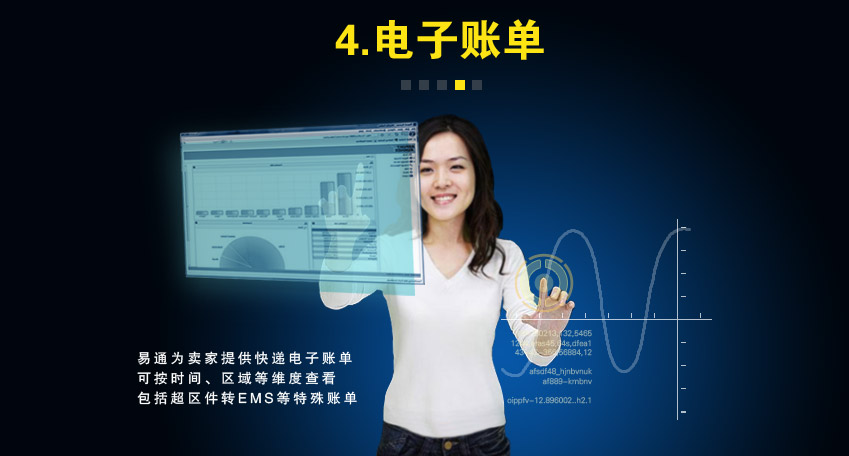 4.电子账单
易通为卖家提供快递电子账单
可按时间、区域等维度查看
包括超区件转EMS等特殊账单
afsdf48_hjnbvnuk
af889-kmbnv
oippfv-12.896002..h2.1